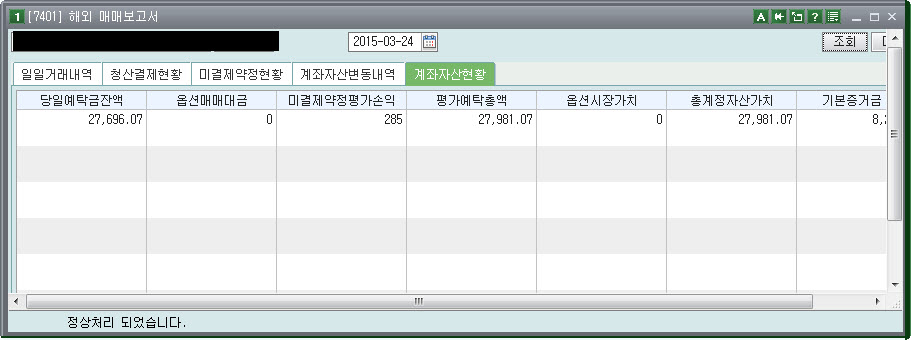 1 [7401] 해외 매매보고서 A ?
2015-03-24 조회
일일거래내역 청산결제현황 미결제약정현황 계좌자산변동내역 계좌자산현황
당일예탁금잔액 옵션매매대금 미결제약정평가손익 평가예탁총액 옵션시장가치 총계정자산가치 기본증거금
27,696.07 0 285 27,981.07 0 27,981.07 8,
정상처리 되었습니다.